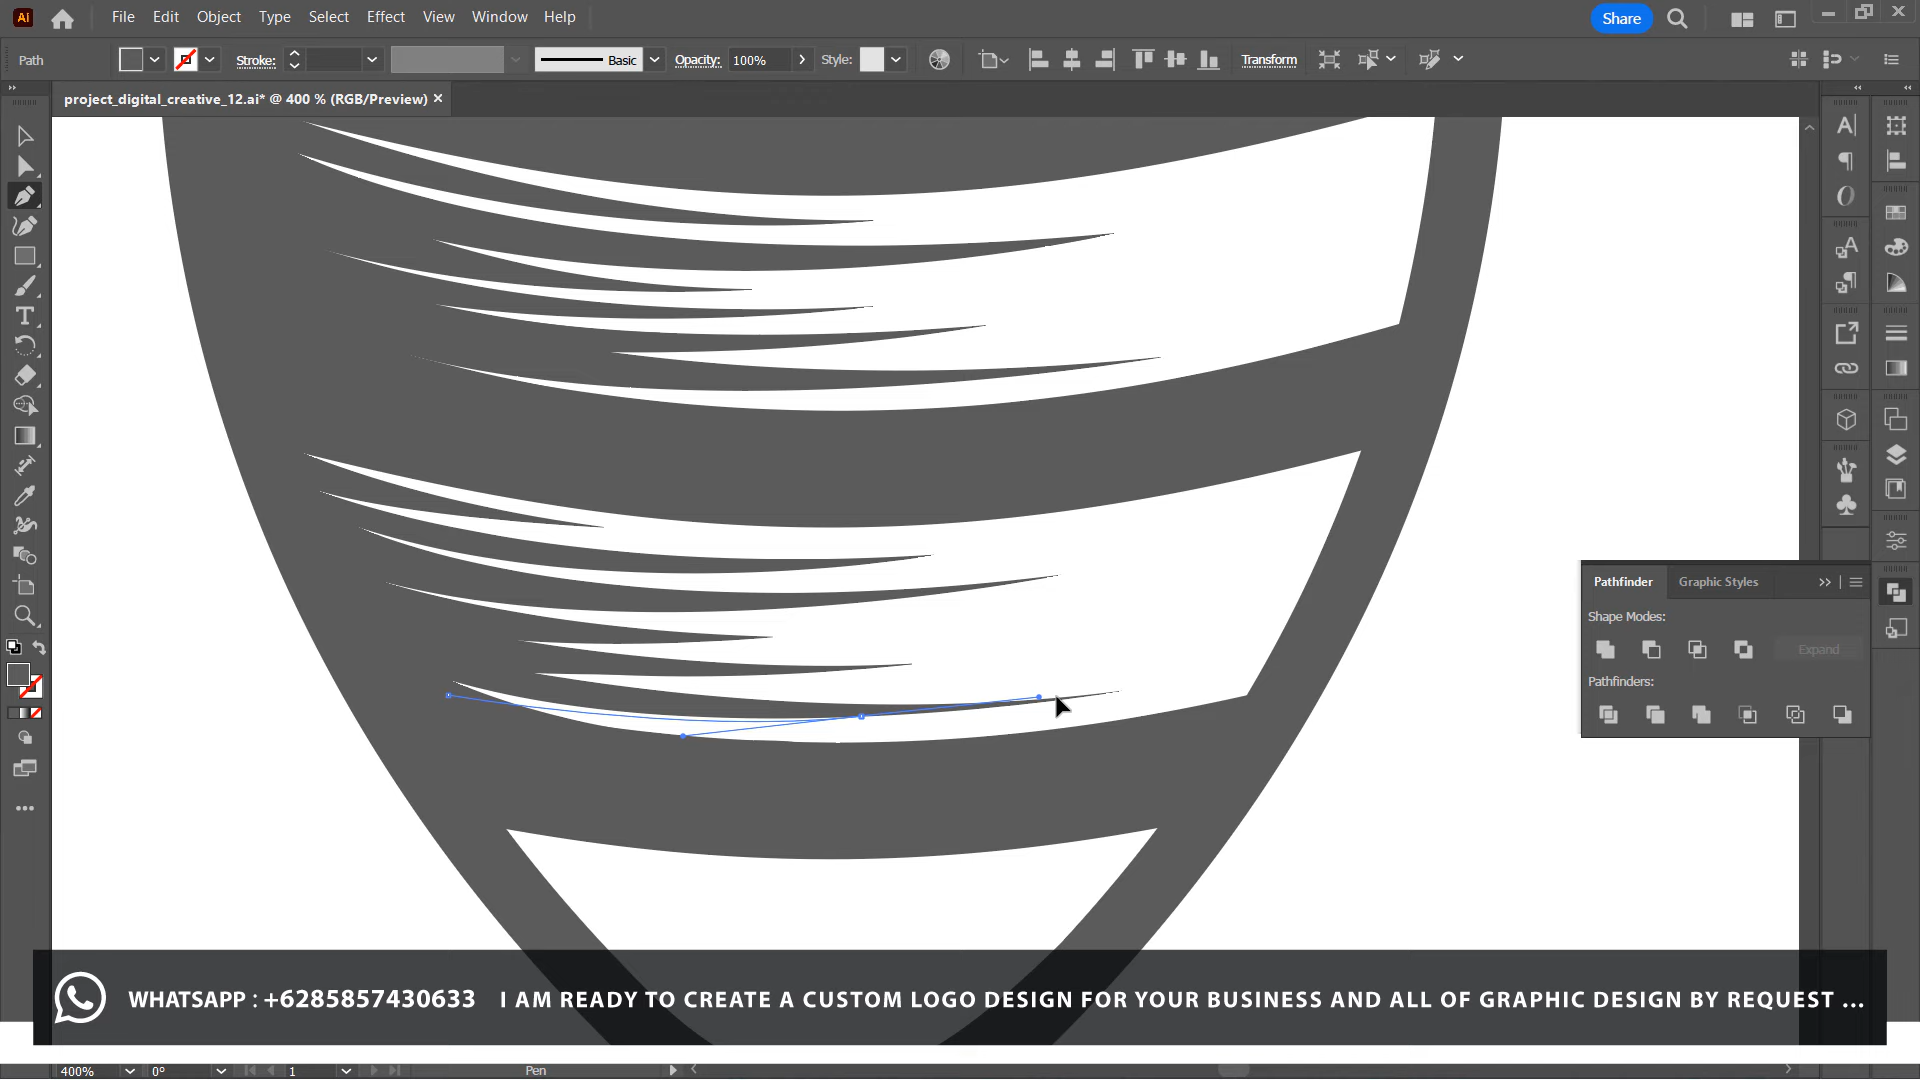 Ai File Edit Object Type Select Effect View Window Help Share
Path Stroke: Basic Opacity: 100% Style: Transform
project_digital_creative_12.ai* @ 400 % (RGB/Preview)
Pathfinder Graphic Styles
Shape Modes:
Expand
Pathfinders:
WHATSAPP : +6285857430633 I AM READY TO CREATE A CUSTOM LOGO DESIGN FOR YOUR BUSINESS AND ALL OF GRAPHIC DESIGN BY REQUEST ...
400% 0° 1 Pen